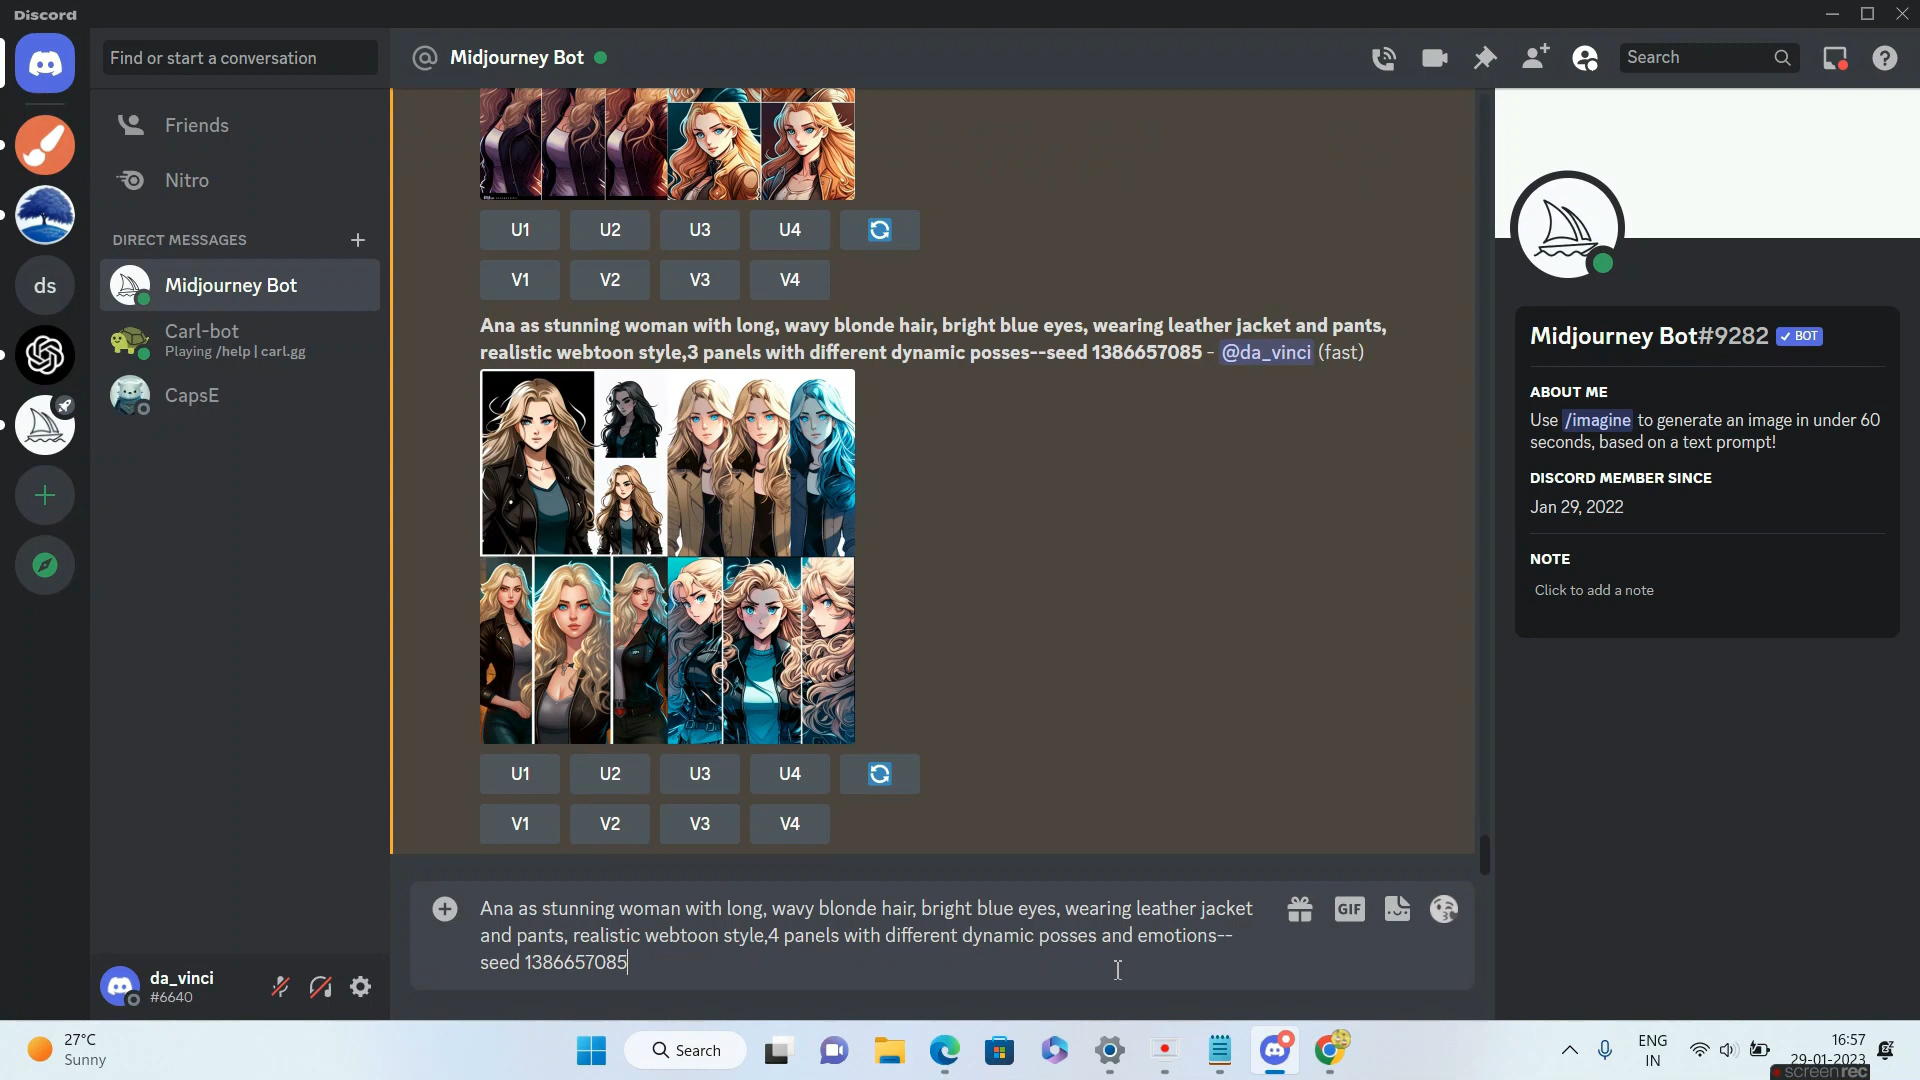 Discord
Find or start a conversation
Midjourney Bot
Search
Friends
Nitro
DIRECT MESSAGES
Midjourney Bot
Carl-bot
Playing /help | carl.gg
CapsE
ds
U1 U2 U3 U4
V1 V2 V3 V4
Ana as stunning woman with long, wavy blonde hair, bright blue eyes, wearing leather jacket and pants,
realistic webtoon style,3 panels with different dynamic posses--seed 1386657085 - @da_vinci (fast)
U1 U2 U3 U4
V1 V2 V3 V4
Ana as stunning woman with long, wavy blonde hair, bright blue eyes, wearing leather jacket
and pants, realistic webtoon style,4 panels with different dynamic posses and emotions--
seed 1386657085
GIF
Midjourney Bot#9282 ✓ BOT
ABOUT ME
Use /imagine to generate an image in under 60
seconds, based on a text prompt!
DISCORD MEMBER SINCE
Jan 29, 2022
NOTE
Click to add a note
da_vinci
#6640
27°C
Sunny
Search
ENG
IN
16:57
29-01-2023
screenrec